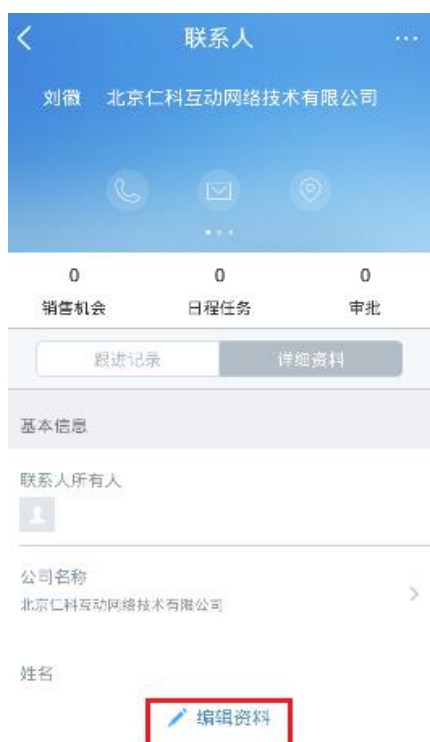 联系人
刘徽 北京仁科互动网络技术有限公司
0 0 0
销售机会 日程任务 审批
跟进记录 详细资料
基本信息
联系人所有人
公司名称
北京仁科互动网络技术有限公司
姓名
编辑资料